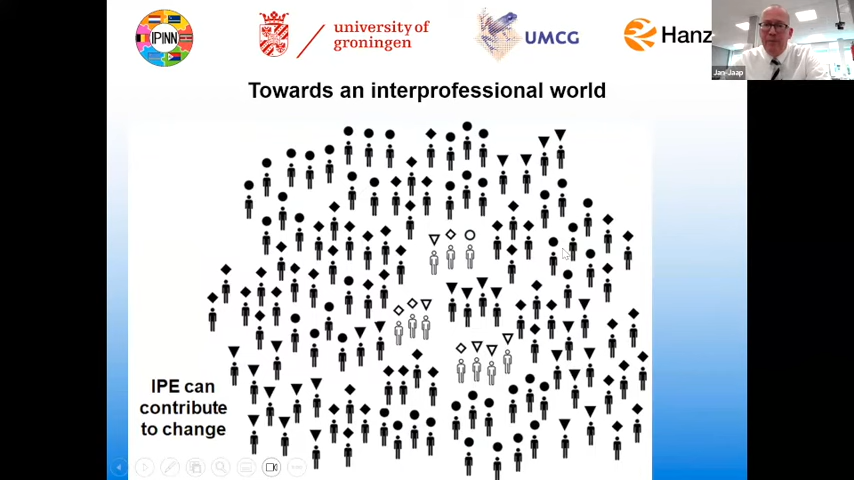 IPINN
university of
groningen
UMCG
Hanz
Jan-Jaap
Towards an interprofessional world
IPE can
contribute
to change